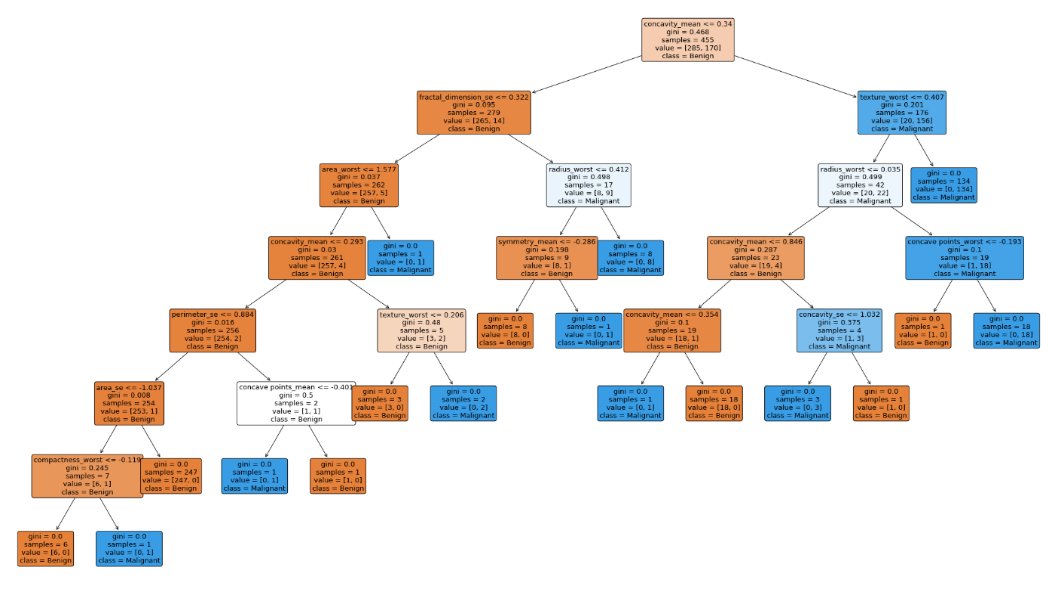 concavity_mean <= 0.34
gini = 0.468
samples = 455
value = [285, 170]
class = Benign
fractal_dimension_se <= 0.322
gini = 0.095
samples = 279
value = [265, 14]
class = Benign
texture_worst <= 0.407
gini = 0.201
samples = 176
value = [20, 156]
class = Malignant
area_worst <= 1.577
gini = 0.037
samples = 262
value = [257, 5]
class = Benign
radius_worst <= 0.412
gini = 0.498
samples = 17
value = [8, 9]
class = Malignant
radius_worst <= 0.035
gini = 0.499
samples = 42
value = [20, 22]
class = Malignant
gini = 0.0
samples = 134
value = [0, 134]
class = Malignant
concavity_mean <= 0.293
gini = 0.03
samples = 261
value = [257, 4]
class = Benign
gini = 0.0
samples = 1
value = [0, 1]
class = Malignant
symmetry_mean <= -0.286
gini = 0.198
samples = 9
value = [8, 1]
class = Benign
gini = 0.0
samples = 8
value = [0, 8]
class = Malignant
concavity_mean <= 0.846
gini = 0.287
samples = 23
value = [19, 4]
class = Benign
concave points_worst <= -0.193
gini = 0.1
samples = 19
value = [1, 18]
class = Malignant
perimeter_se <= 0.884
gini = 0.016
samples = 256
value = [254, 2]
class = Benign
texture_worst <= 0.206
gini = 0.48
samples = 5
value = [3, 2]
class = Benign
gini = 0.0
samples = 8
value = [8, 0]
class = Benign
gini = 0.0
samples = 1
value = [0, 1]
class = Malignant
concavity_mean <= 0.354
gini = 0.1
samples = 19
value = [18, 1]
class = Benign
concavity_se <= 1.032
gini = 0.375
samples = 4
value = [1, 3]
class = Malignant
gini = 0.0
samples = 1
value = [1, 0]
class = Benign
gini = 0.0
samples = 18
value = [0, 18]
class = Malignant
area_se <= -1.037
gini = 0.008
samples = 254
value = [253, 1]
class = Benign
concave points_mean <= -0.401
gini = 0.5
samples = 2
value = [1, 1]
class = Benign
gini = 0.0
samples = 3
value = [3, 0]
class = Benign
gini = 0.0
samples = 2
value = [0, 2]
class = Malignant
gini = 0.0
samples = 1
value = [0, 1]
class = Malignant
gini = 0.0
samples = 18
value = [18, 0]
class = Benign
gini = 0.0
samples = 3
value = [0, 3]
class = Malignant
gini = 0.0
samples = 1
value = [1, 0]
class = Benign
compactness_worst <= -0.119
gini = 0.245
samples = 7
value = [6, 1]
class = Benign
gini = 0.0
samples = 247
value = [247, 0]
class = Benign
gini = 0.0
samples = 1
value = [0, 1]
class = Malignant
gini = 0.0
samples = 1
value = [1, 0]
class = Benign
gini = 0.0
samples = 6
value = [6, 0]
class = Benign
gini = 0.0
samples = 1
value = [0, 1]
class = Malignant